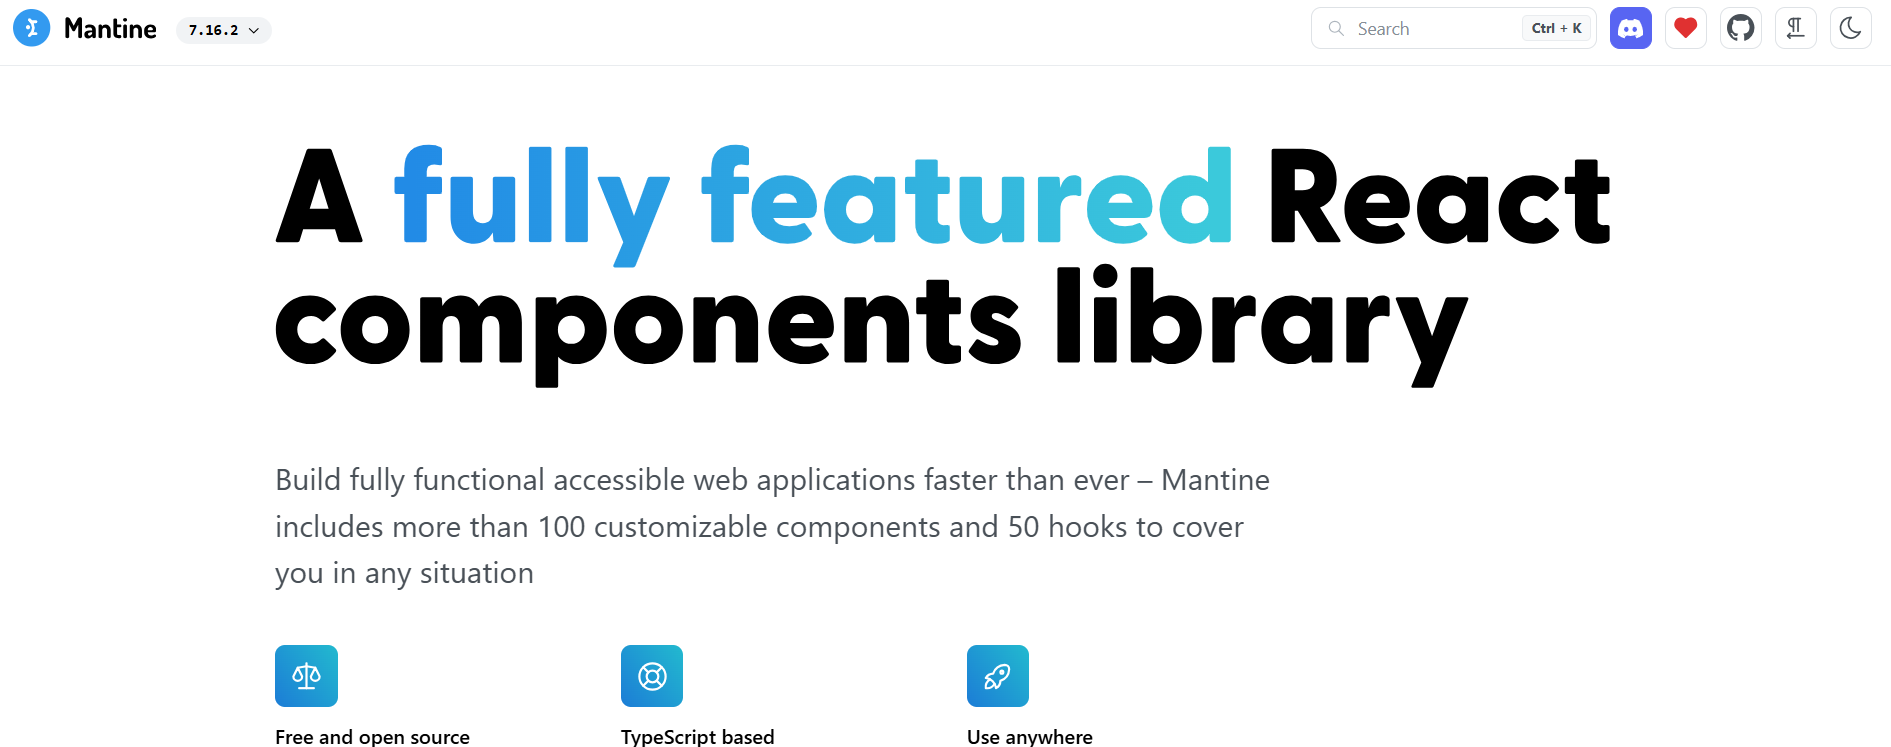 Mantine 7.16.2 Search Ctrl + K
A fully featured React
components library
Build fully functional accessible web applications faster than ever – Mantine
includes more than 100 customizable components and 50 hooks to cover
you in any situation
Free and open source TypeScript based Use anywhere